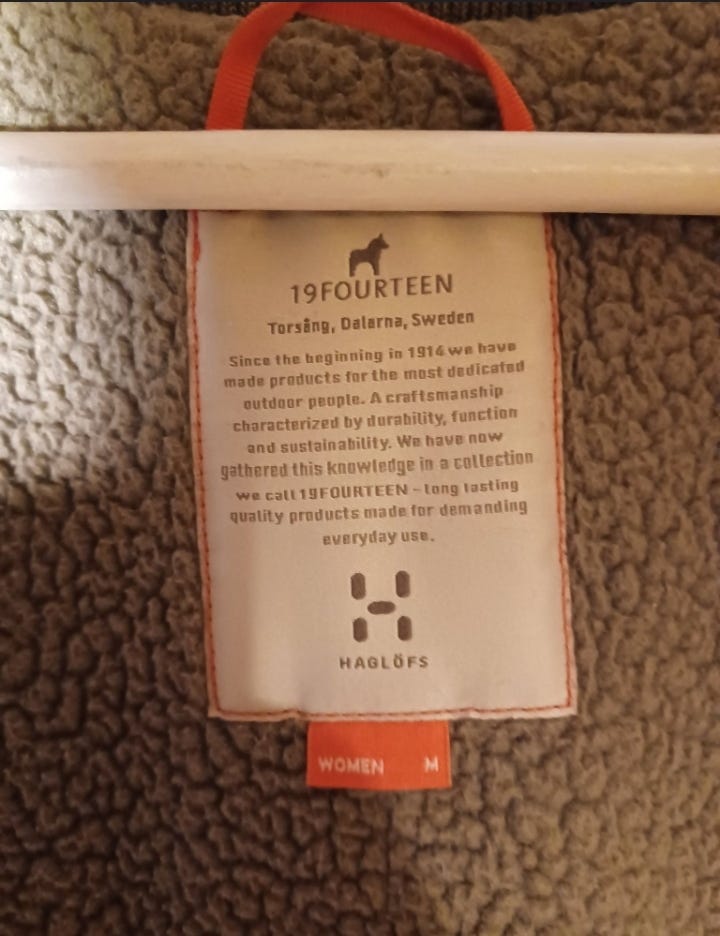 19FOURTEEN
Torsång, Dalarna, Sweden
Since the beginning in 1914 we have
made products for the most dedicated
outdoor people. A craftsmanship
characterized by durability, function
and sustainability. We have now
gathered this knowledge in a collection
we call 19FOURTEEN - long lasting
quality products made for demanding
everyday use.
HAGLÖFS
WOMEN M